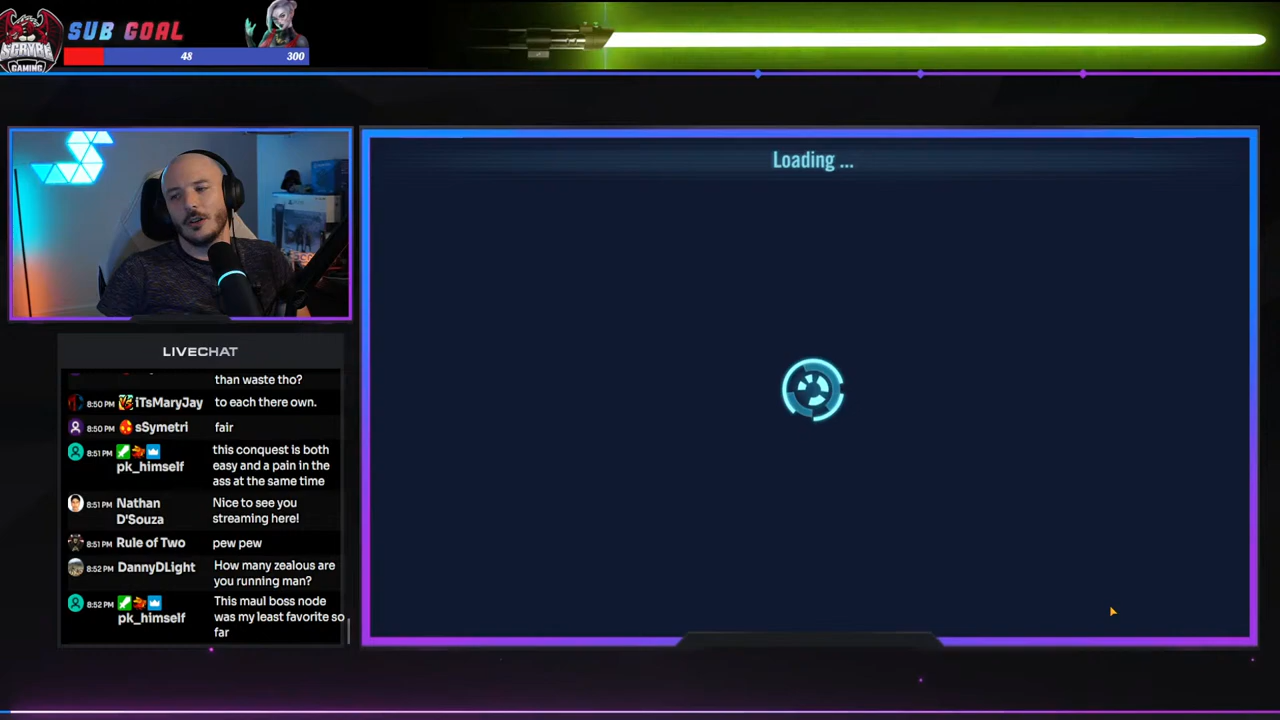 SUB GOAL
SCRYBE
GAMING
48
300
Loading ...
LIVECHAT
than waste tho?
8:50 PM iTsMaryJay to each there own.
8:50 PM sSymetri fair
8:51 PM pk_himself this conquest is both
easy and a pain in the
ass at the same time
8:51 PM Nathan D'Souza Nice to see you
streaming here!
8:51 PM Rule of Two pew pew
8:52 PM DannyDLight How many zealous are
you running man?
8:52 PM pk_himself This maul boss node
was my least favorite so
far